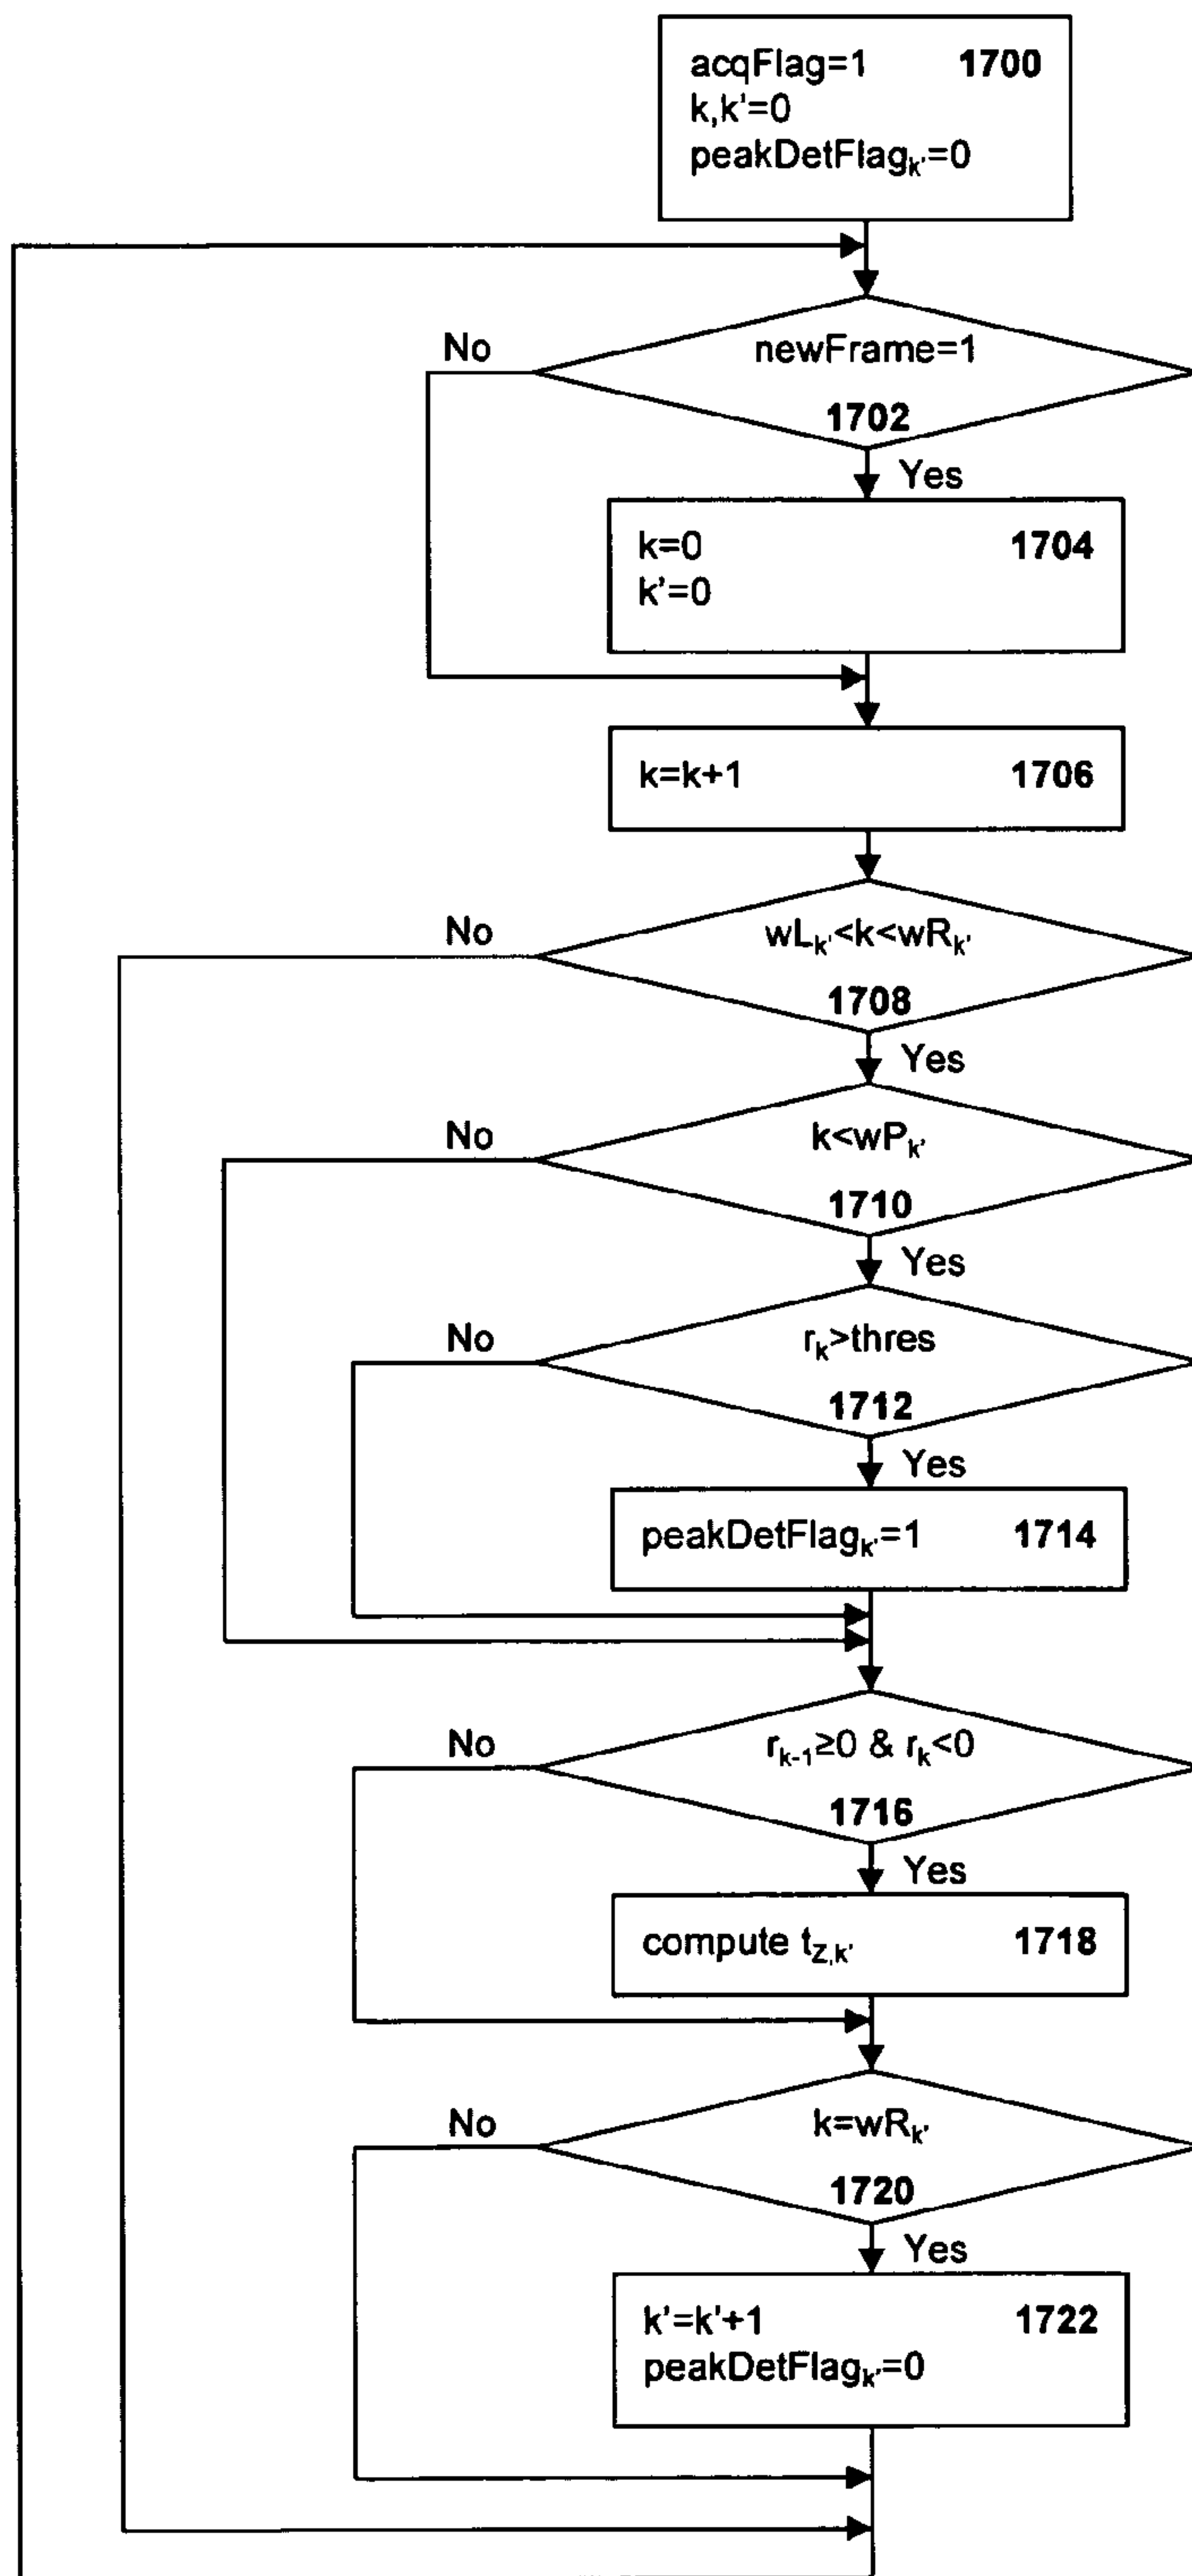 acqFlag=1 1700
k,k'=0
peakDetFlagk'=0
newFrame=1
No
1702
Yes
k=0 1704
k'=0
k=k+1 1706
wLk'<k<wRk'
No
1708
Yes
k<wPk'
No
1710
Yes
rk>thres
No
1712
Yes
peakDetFlagk'=1 1714
rk-1≥0 & rk<0
No
1716
Yes
compute tZ,k' 1718
k=wRk'
No
1720
Yes
k'=k'+1 1722
peakDetFlagk'=0